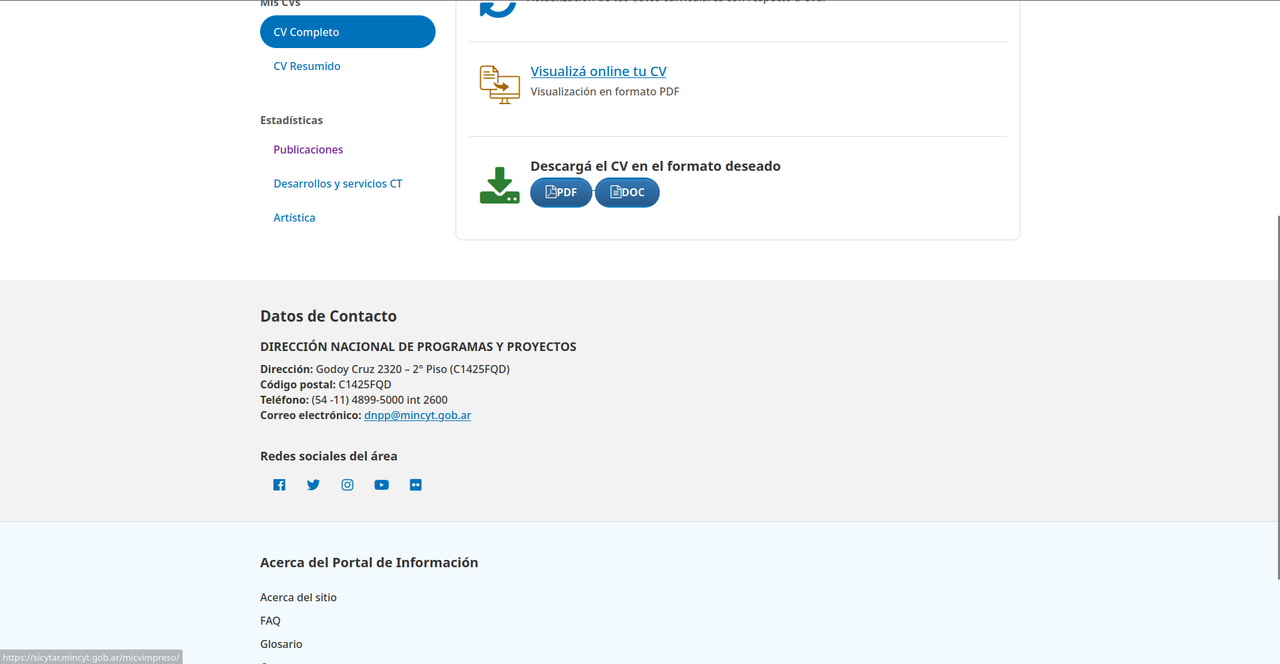 Mis CVs
CV Completo
CV Resumido
Estadísticas
Publicaciones
Desarrollos y servicios CT
Artística
Visualizá online tu CV
Visualización en formato PDF
Descargá el CV en el formato deseado
PDF
DOC
Datos de Contacto
DIRECCIÓN NACIONAL DE PROGRAMAS Y PROYECTOS
Dirección: Godoy Cruz 2320 – 2° Piso (C1425FQD)
Código postal: C1425FQD
Teléfono: (54 -11) 4899-5000 int 2600
Correo electrónico: dnpp@mincyt.gob.ar
Redes sociales del área
Acerca del Portal de Información
Acerca del sitio
FAQ
Glosario
https://sicytar.mincyt.gob.ar/micvimpreso/